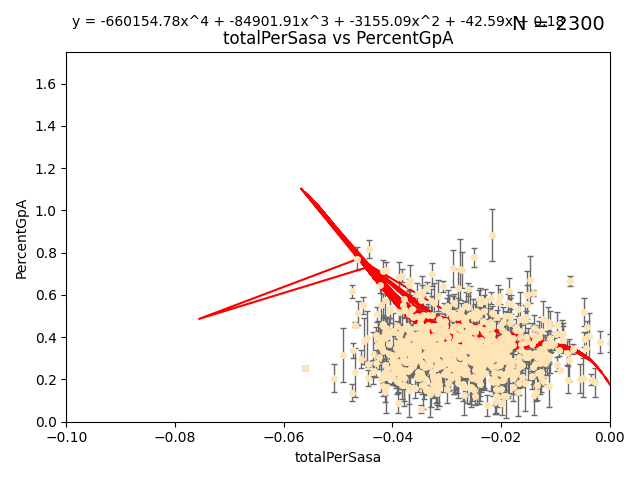 y = -660154.78x^4 + -84901.91x^3 + -3155.09x^2 + -42.59x + 0.18
N = 2300
totalPerSasa vs PercentGpA
PercentGpA
1.6
1.4
1.2
1.0
0.8
0.6
0.4
0.2
0.0
−0.10 −0.08 −0.06 −0.04 −0.02 0.00
totalPerSasa